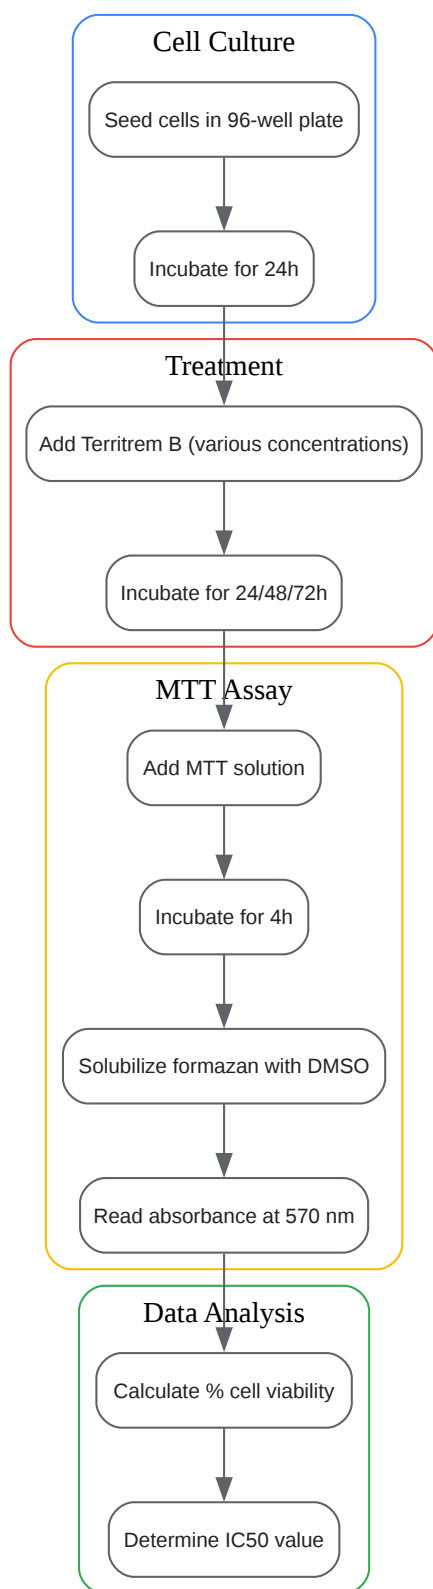 Cell Culture
Seed cells in 96-well plate
Incubate for 24h
Treatment
Add Territrem B (various concentrations)
Incubate for 24/48/72h
MTT Assay
Add MTT solution
Incubate for 4h
Solubilize formazan with DMSO
Read absorbance at 570 nm
Data Analysis
Calculate % cell viability
Determine IC50 value